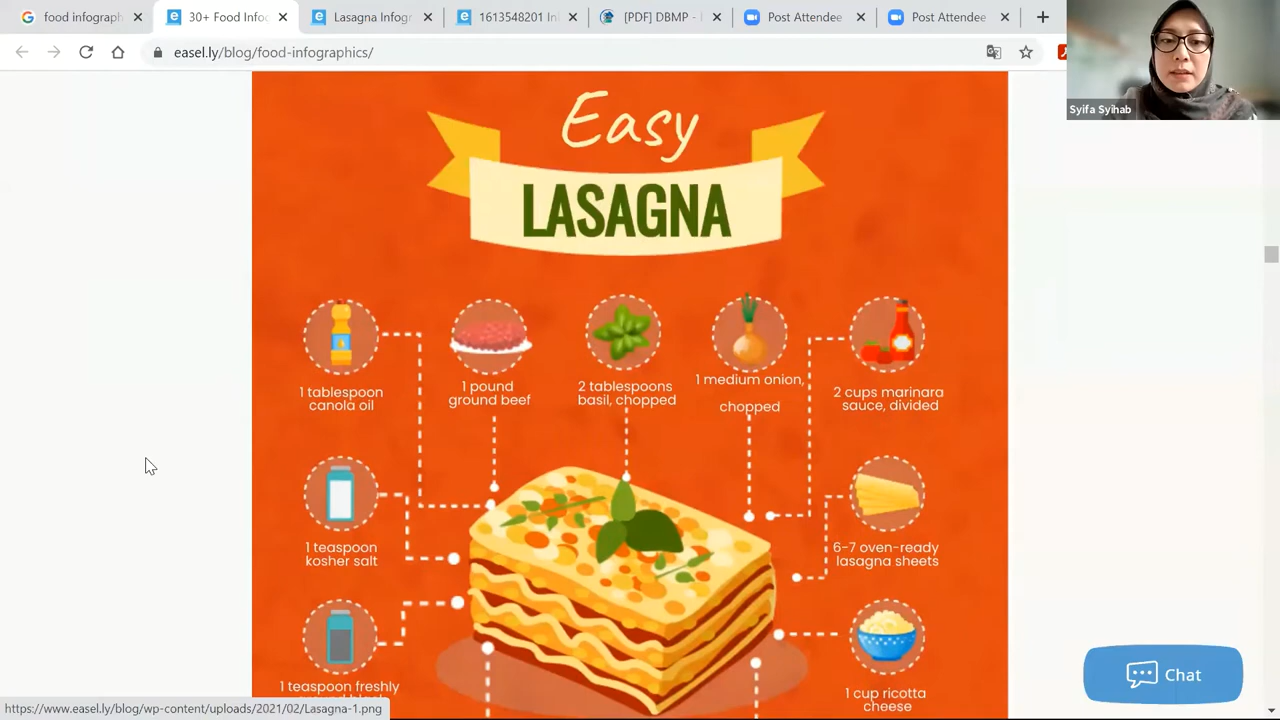 food infograph
30+ Food Infog
Lasagna Infogr
1613548201 In
[PDF] DBMP -
Post Attendee
Post Attendee
easel.ly/blog/food-infographics/
Syifa Syihab
Easy
LASAGNA
1 tablespoon
canola oil
1 pound
ground beef
2 tablespoons
basil, chopped
1 medium onion,
chopped
2 cups marinara
sauce, divided
1 teaspoon
kosher salt
6-7 oven-ready
lasagna sheets
1 teaspoon freshly
1 cup ricotta
cheese
Chat
https://www.easel.ly/blog/wp-content/uploads/2021/02/Lasagna-1.png